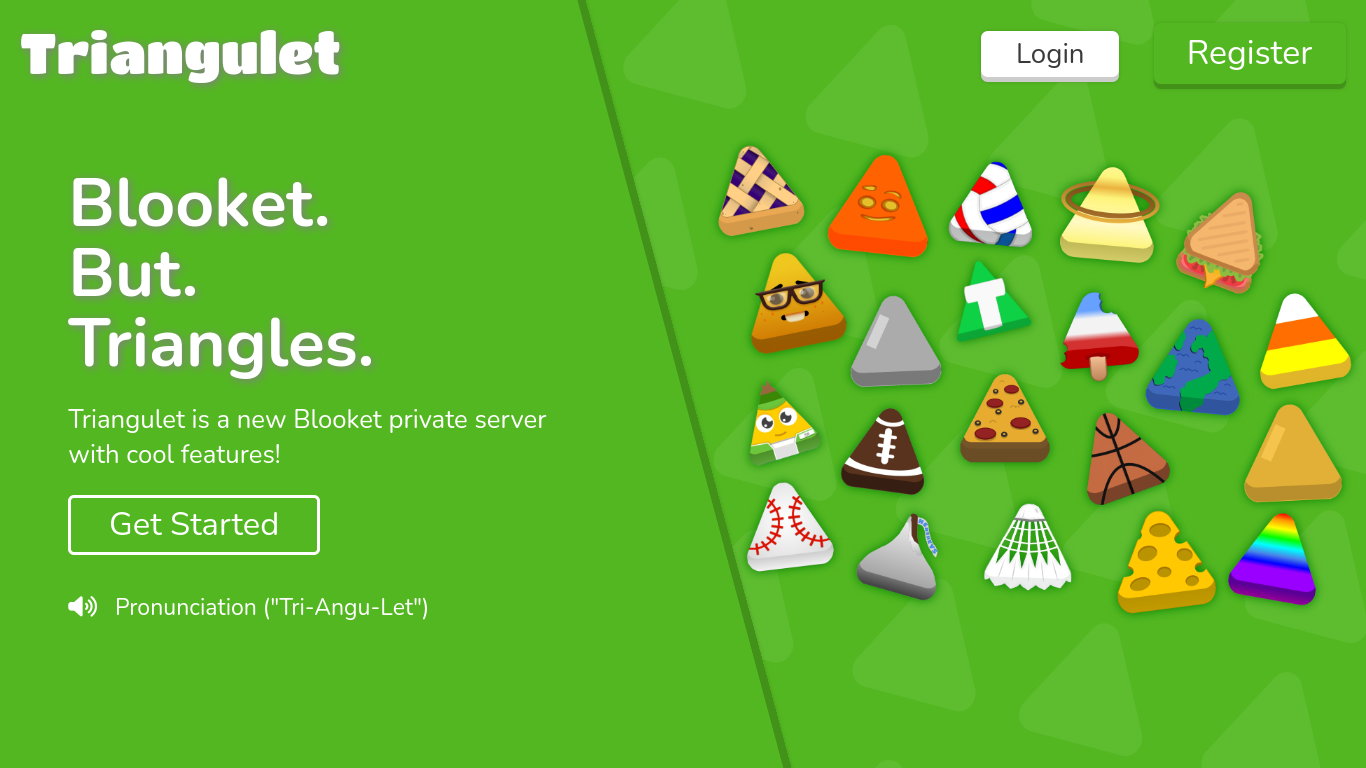 Triangulet
Login
Register
Blooket.
But.
Triangles.
Triangulet is a new Blooket private server
with cool features!
Get Started
Pronunciation ("Tri-Angu-Let")
T